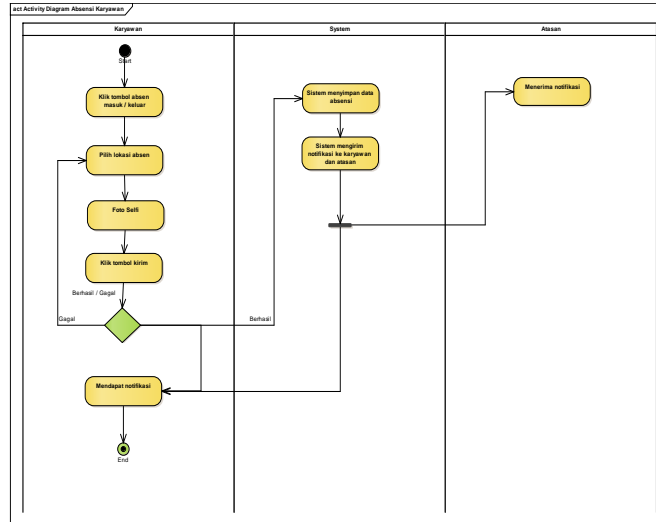 act Activity Diagram Absensi Karyawan
Karyawan
System
Atasan
Start
Klik tombol absen
masuk / keluar
Pilih lokasi absen
Foto Selfi
Klik tombol kirim
Berhasil / Gagal
Gagal
Berhasil
Mendapat notifikasi
End
Sistem menyimpan data
absensi
Sistem mengirim
notifikasi ke karyawan
dan atasan
Menerima notifikasi